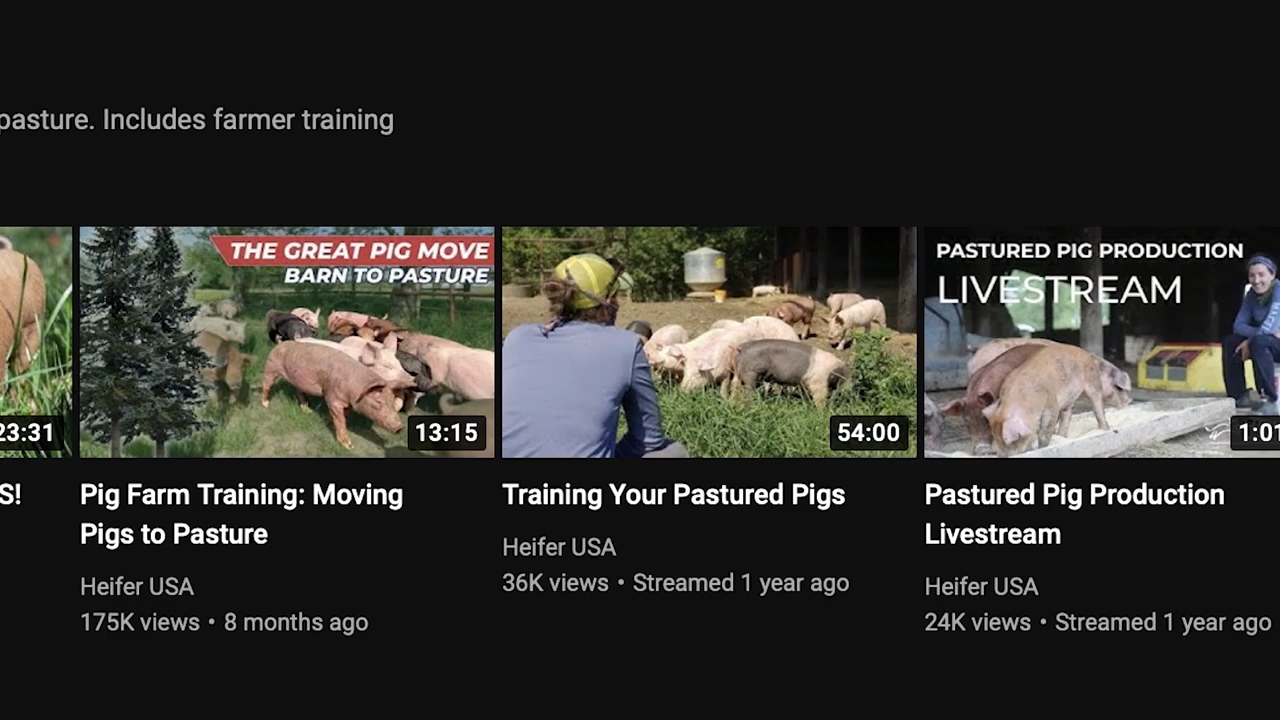 pasture. Includes farmer training
THE GREAT PIG MOVE
BARN TO PASTURE
PASTURED PIG PRODUCTION
LIVESTREAM
23:31
13:15
54:00
1:01
S!
Pig Farm Training: Moving
Pigs to Pasture
Heifer USA
175K views • 8 months ago
Training Your Pastured Pigs
Heifer USA
36K views • Streamed 1 year ago
Pastured Pig Production
Livestream
Heifer USA
24K views • Streamed 1 year ago